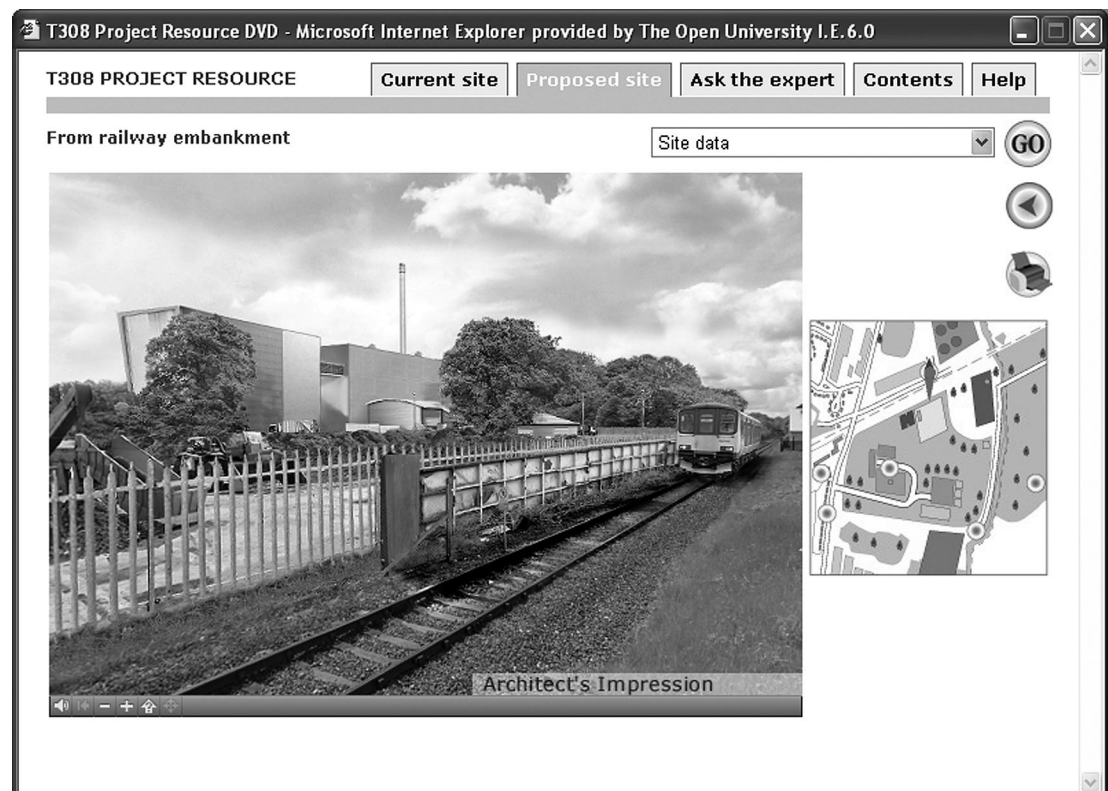 T308 Project Resource DVD - Microsoft Internet Explorer provided by The Open University I.E.6.0
T308 PROJECT RESOURCE
Current site
Proposed site
Ask the expert
Contents
Help
From railway embankment
Site data
GO
Architect's Impression